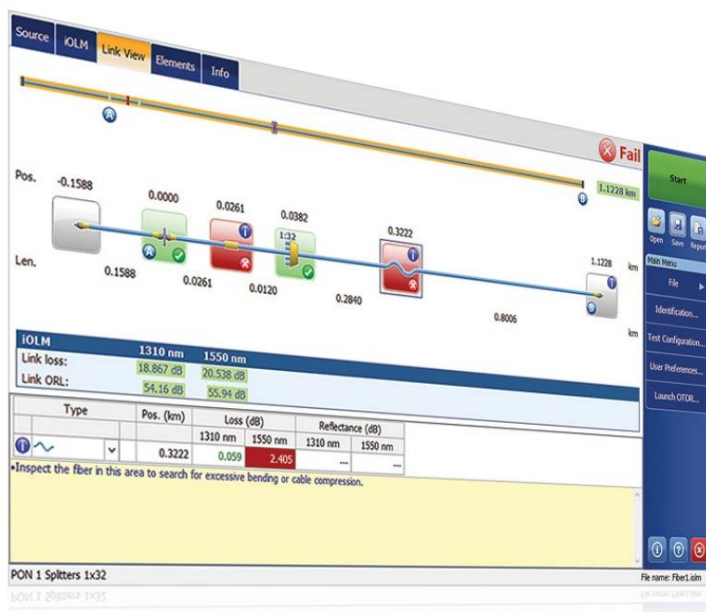 Source iOLM Link View Elements Info
Fail
1.1228 km
Start
A
B
Open Save Report
Main Menu
File
Identification...
Test Configuration...
User Preferences...
Launch OTDR...
Pos. -0.1588 0.0000 0.0261 0.0382 0.3222 1.1228 km
1:32
A
B
Len. 0.1588 0.0261 0.0120 0.2840 0.8006 km
iOLM 1310 nm 1550 nm
Link loss: 18.867 dB 20.538 dB
Link ORL: 54.16 dB 55.94 dB
Type Pos. (km) Loss (dB) Reflectance (dB)
1310 nm 1550 nm 1310 nm 1550 nm
0.3222 0.059 2.405 --- ---
•Inspect the fiber in this area to search for excessive bending or cable compression.
PON 1 Splitters 1x32
File name: Fiber1.iolm